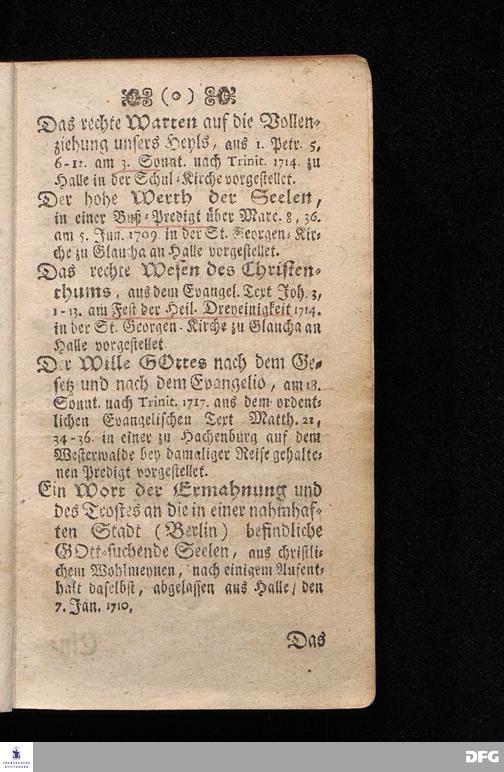 ( o )
Das rechte Warten auf die Vollen-
ziehung unsers Heyls, aus 1. Petr. 5,
6-11. am 3. Sonnt. nach Trinit. 1714. zu
Halle in der Schul-Kirche vorgestellet.
Der hohe Werth der Seelen,
in einer Buß-Predigt über Marc. 8, 36.
am 5. Jun. 1709 in der St. Georgen-Kir-
che zu Glaucha an Halle vorgestellet.
Das rechte Wesen des Christen-
thums, aus dem Evangel. Text Joh. 3,
1-13. am Fest der Heil. Dreyeinigkeit 1714.
in der St. Georgen-Kirche zu Glaucha an
Halle vorgestellet
Der Wille GOttes nach dem Ge-
setz und nach dem Evangelio, am 18.
Sonnt. nach Trinit. 1717. aus dem ordent-
lichen Evangelischen Text Matth. 22,
34-36. in einer zu Hachenburg auf dem
Westerwalde bey damaliger Reise gehalte-
nen Predigt vorgestellet.
Ein Wort der Ermahnung und
des Trostes an die in einer nahmhaf-
ten Stadt (Berlin) befindliche
GOtt-suchende Seelen, aus christli-
chem Wohlmeynen, nach einigem Aufent-
halt daselbst, abgelassen aus Halle / den
7. Jan. 1710,
Das
FRANCKESCHE
STIFTUNGEN
DFG